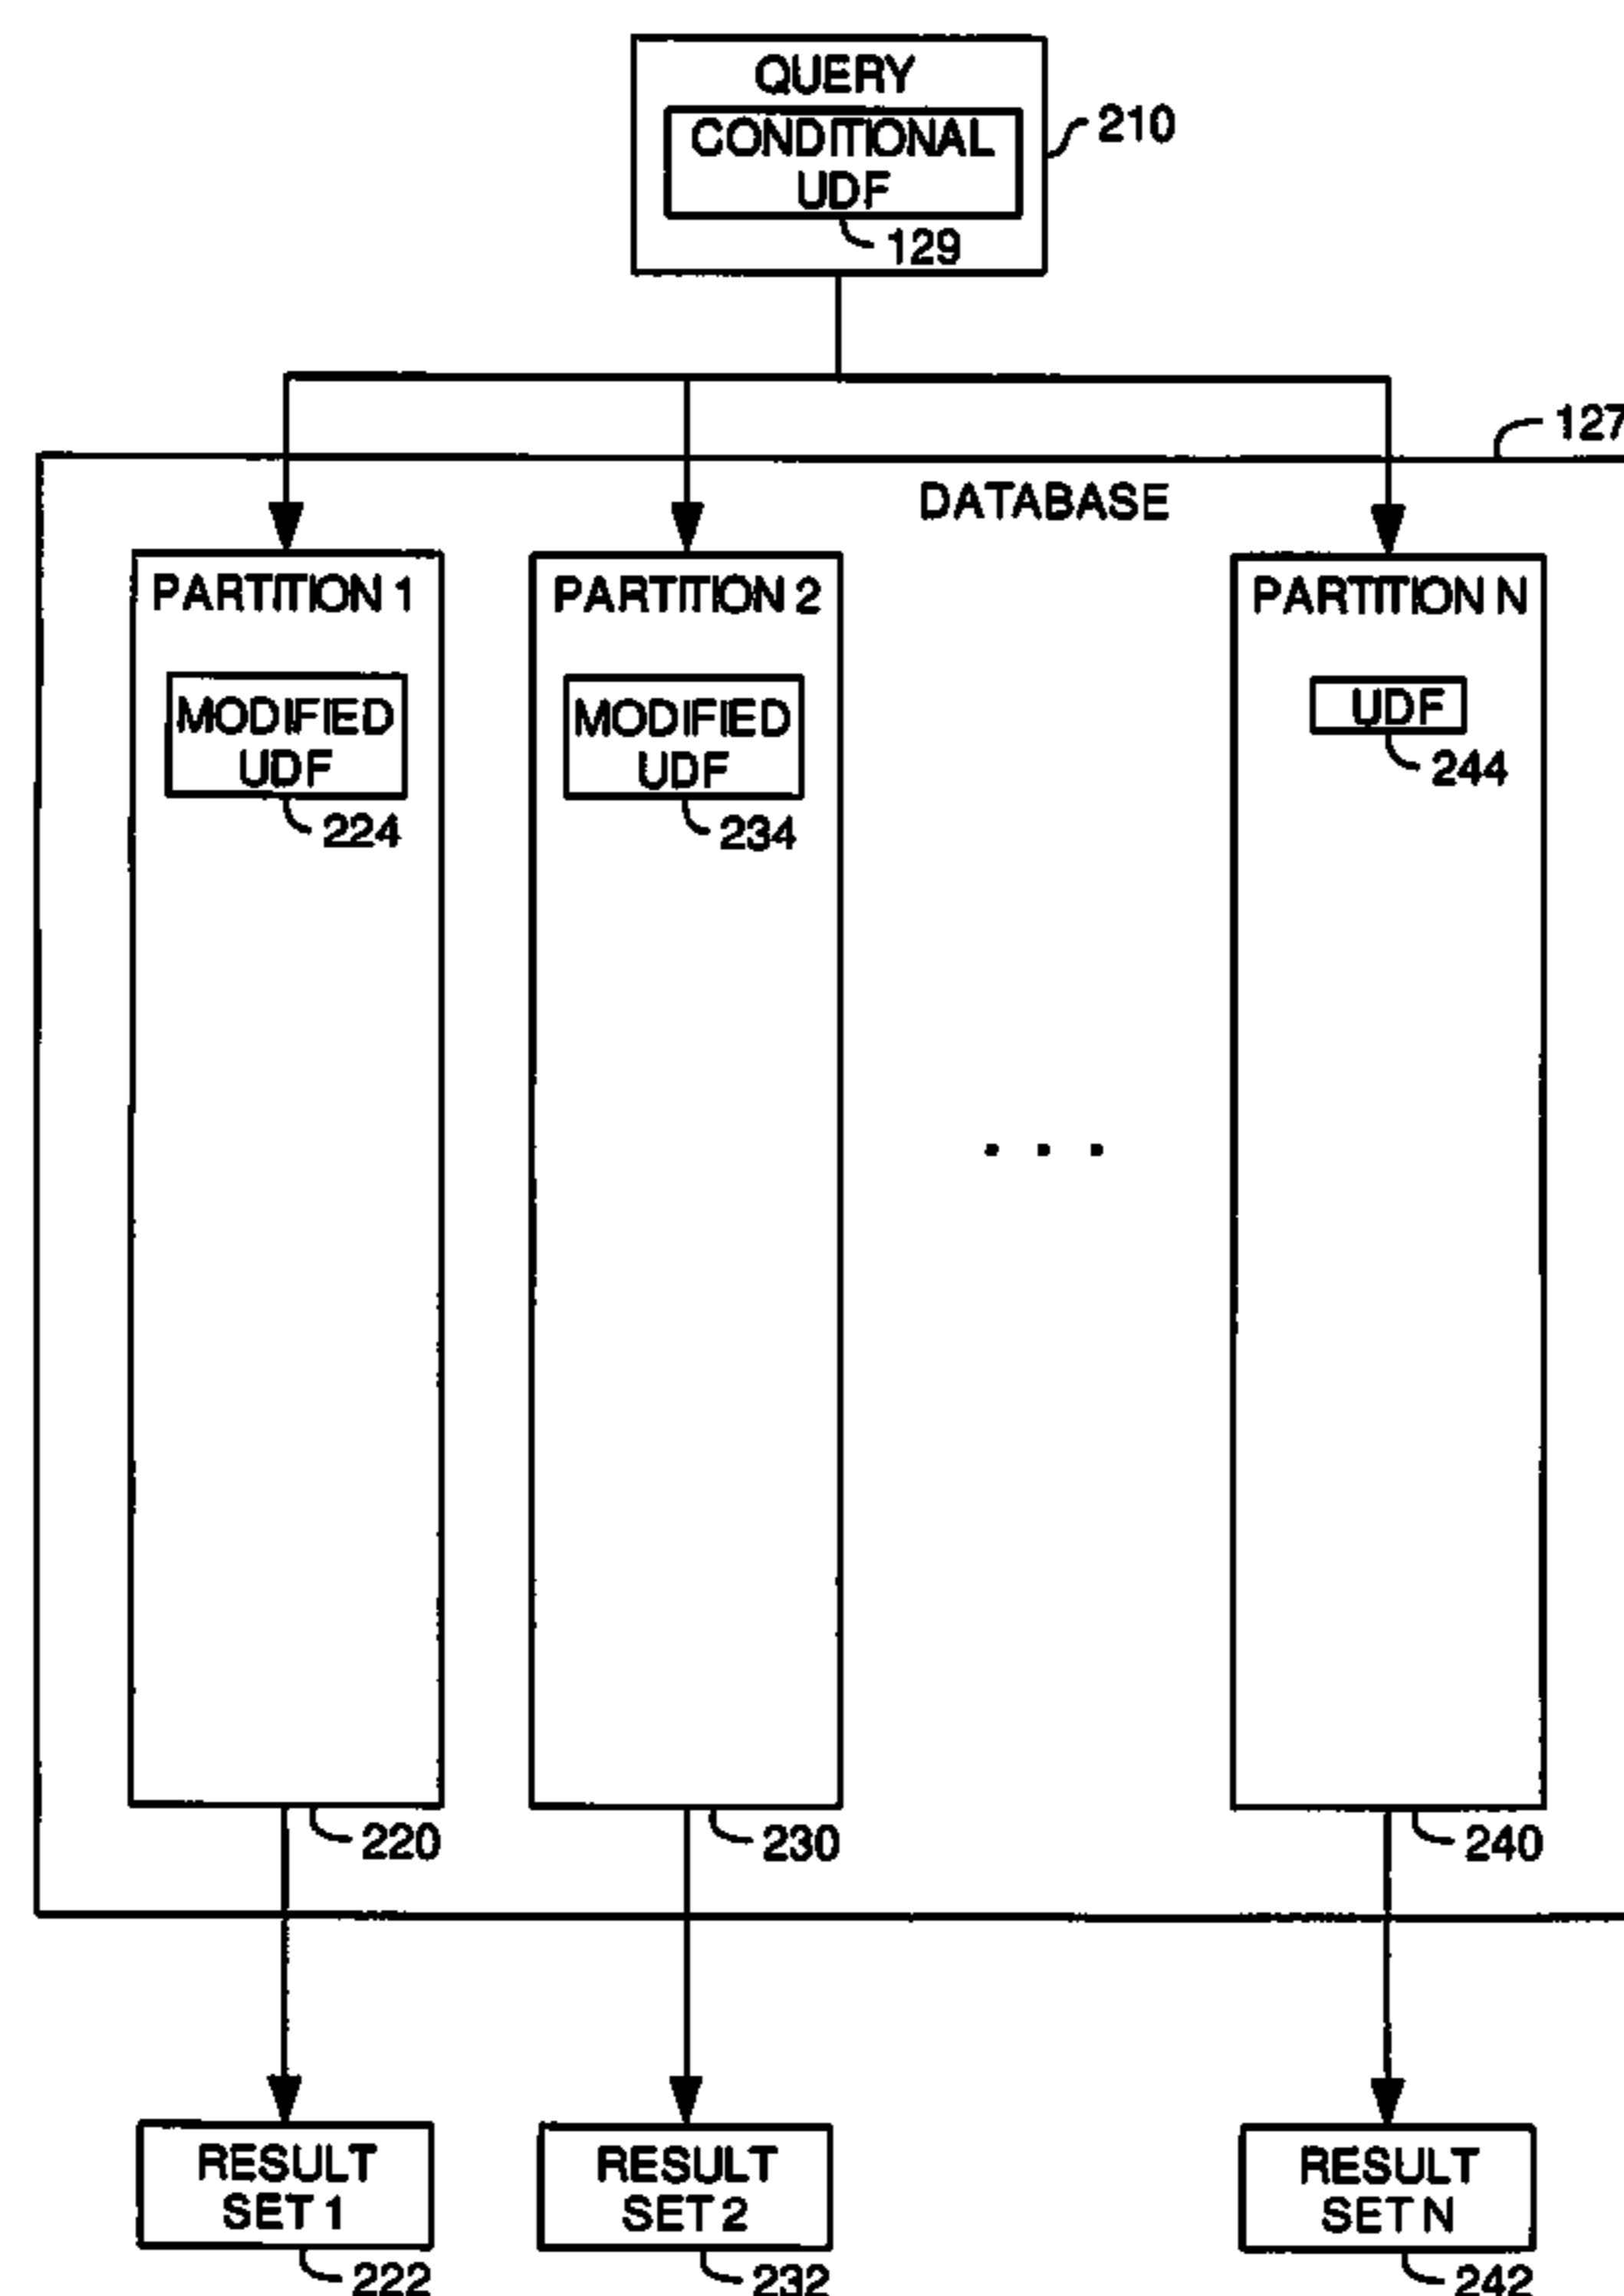 QUERY
CONDITIONAL
UDF
210
129
127
DATABASE
PARTITION 1
PARTITION 2
PARTITION N
MODIFIED
UDF
MODIFIED
UDF
UDF
224
234
244
. . .
220
230
240
RESULT
SET 1
RESULT
SET 2
RESULT
SET N
222
232
242